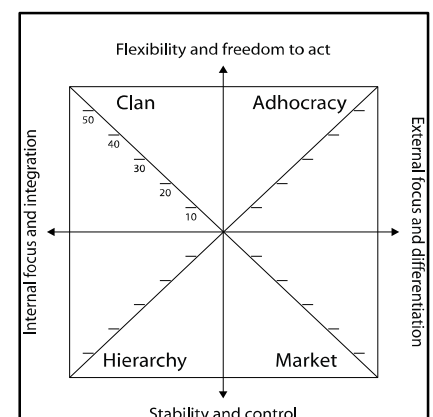 Flexibility and freedom to act
Clan
Adhocracy
50
40
30
20
10
Internal focus and integration
External focus and differentiation
Hierarchy
Market
Stability and control